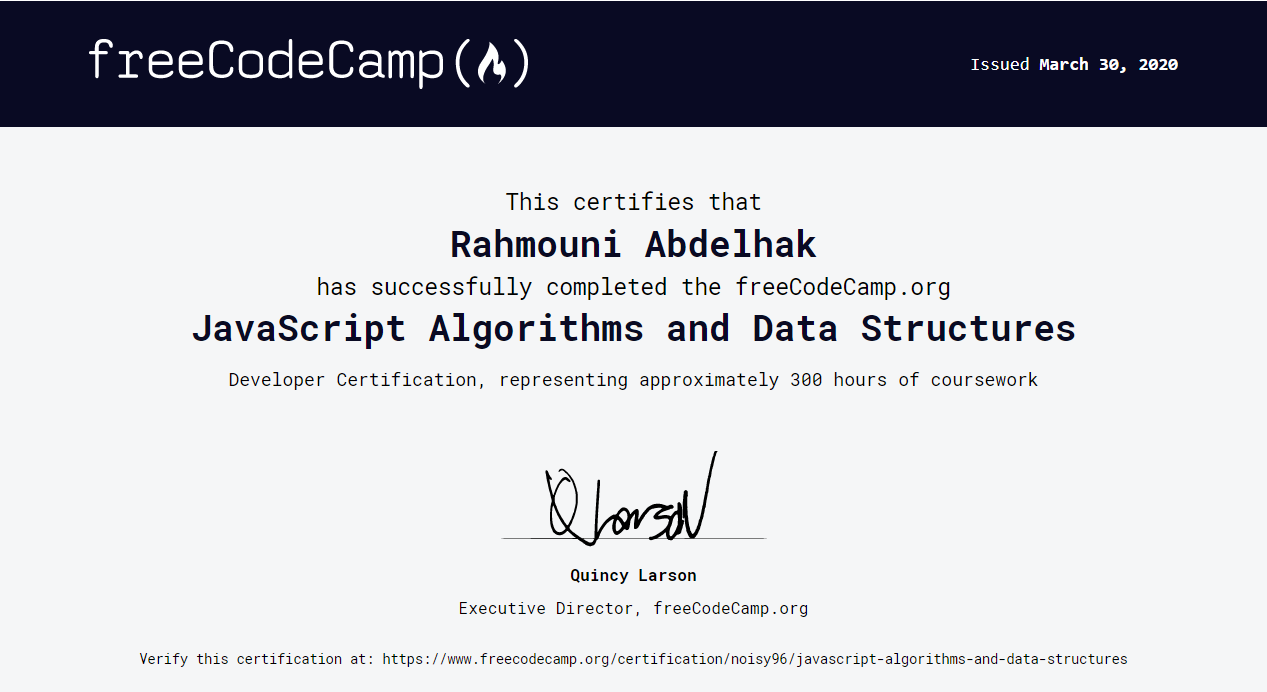 freeCodeCamp(🔥)
Issued March 30, 2020
This certifies that
Rahmouni Abdelhak
has successfully completed the freeCodeCamp.org
JavaScript Algorithms and Data Structures
Developer Certification, representing approximately 300 hours of coursework
Q Larson
Quincy Larson
Executive Director, freeCodeCamp.org
Verify this certification at: https://www.freecodecamp.org/certification/noisy96/javascript-algorithms-and-data-structures